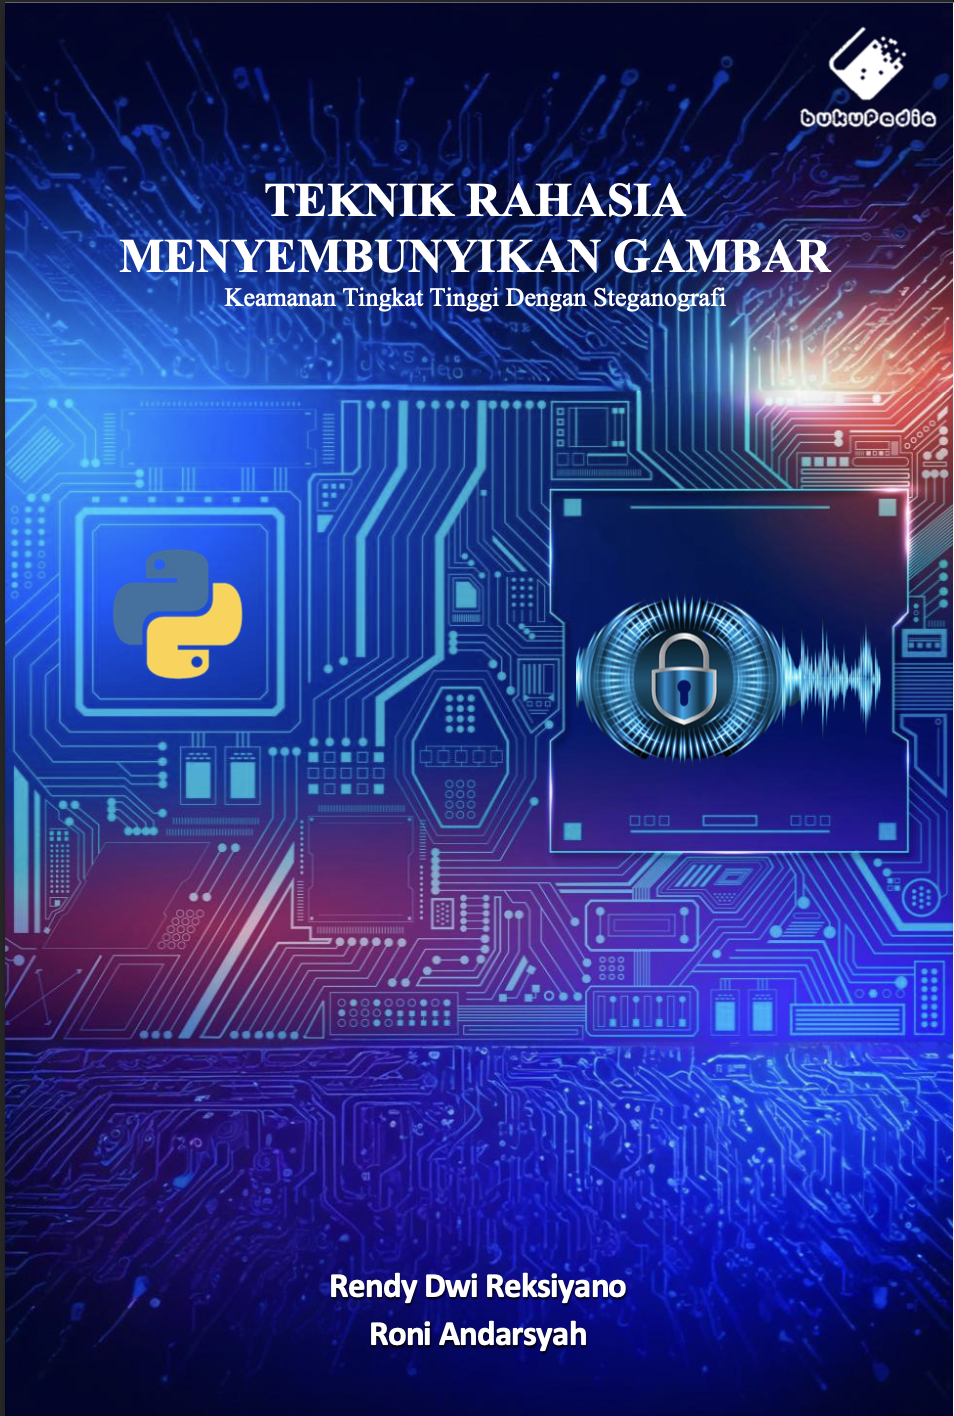 bukuPedia
TEKNIK RAHASIA
MENYEMBUNYIKAN GAMBAR
Keamanan Tingkat Tinggi Dengan Steganografi
Rendy Dwi Reksiyano
Roni Andarsyah